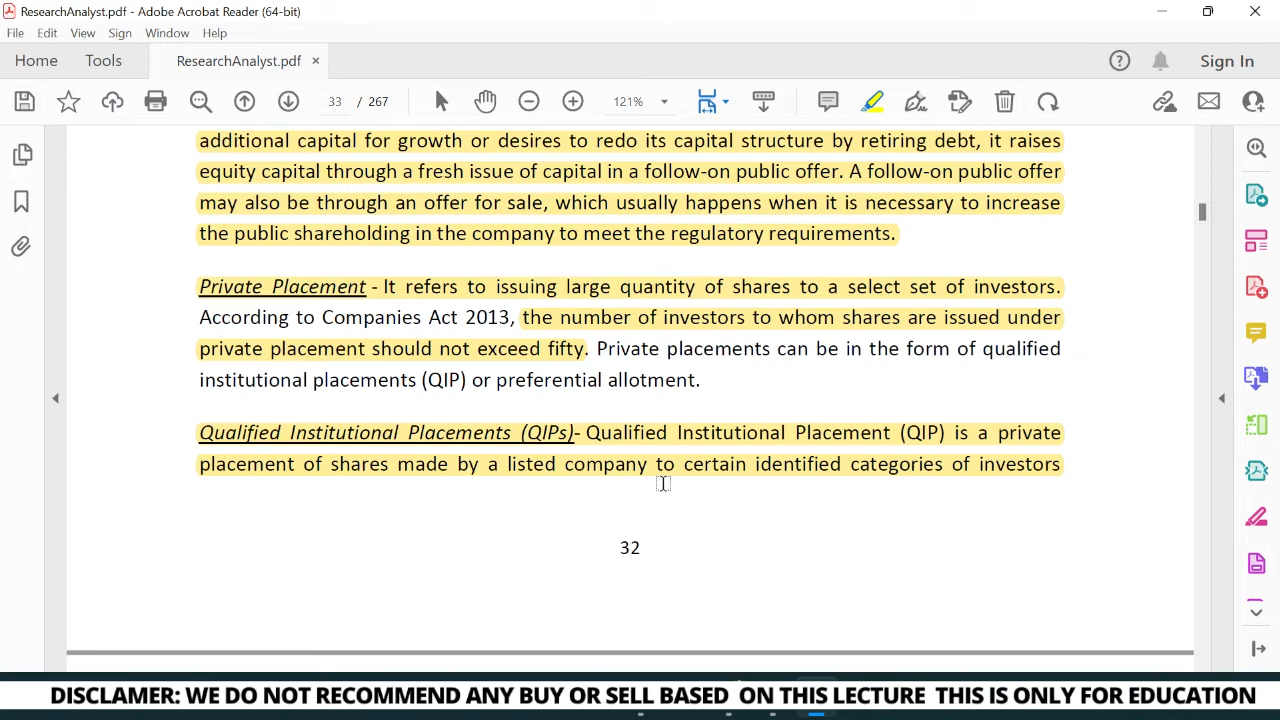 ResearchAnalyst.pdf - Adobe Acrobat Reader (64-bit)
File Edit View Sign Window Help
Home Tools ResearchAnalyst.pdf × Sign In
33 / 267 121%
additional capital for growth or desires to redo its capital structure by retiring debt, it raises
equity capital through a fresh issue of capital in a follow-on public offer. A follow-on public offer
may also be through an offer for sale, which usually happens when it is necessary to increase
the public shareholding in the company to meet the regulatory requirements.
Private Placement - It refers to issuing large quantity of shares to a select set of investors.
According to Companies Act 2013, the number of investors to whom shares are issued under
private placement should not exceed fifty. Private placements can be in the form of qualified
institutional placements (QIP) or preferential allotment.
Qualified Institutional Placements (QIPs)- Qualified Institutional Placement (QIP) is a private
placement of shares made by a listed company to certain identified categories of investors
32
DISCLAMER: WE DO NOT RECOMMEND ANY BUY OR SELL BASED ON THIS LECTURE THIS IS ONLY FOR EDUCATION